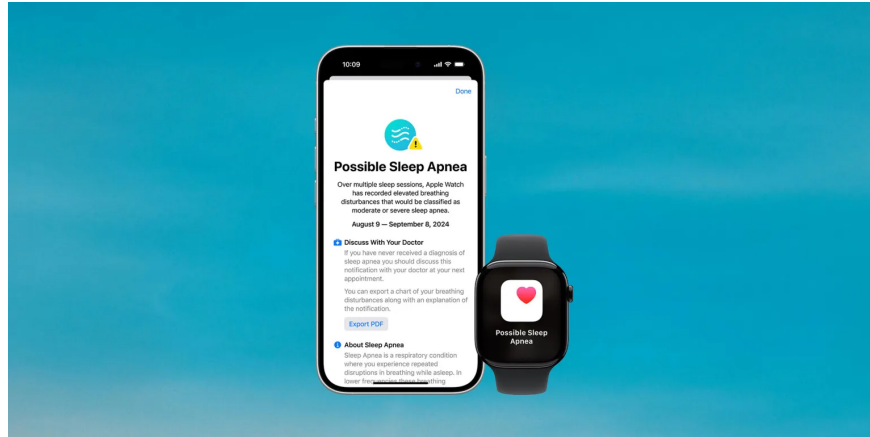 10:09
Done
Possible Sleep Apnea
Over multiple sleep sessions, Apple Watch
has recorded elevated breathing
disturbances that would be classified as
moderate or severe sleep apnea.
August 9 — September 8, 2024
Discuss With Your Doctor
If you have never received a diagnosis of
sleep apnea you should discuss this
notification with your doctor at your next
appointment.
You can export a chart of your breathing
disturbances along with an explanation of
the notification.
Export PDF
About Sleep Apnea
Sleep Apnea is a respiratory condition
where you experience repeated
disruptions in breathing while asleep. In
lower frequencies these breathing
Possible Sleep
Apnea